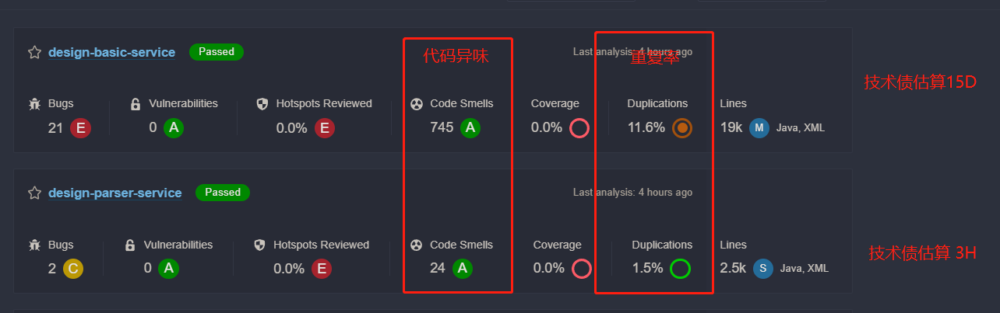 design-basic-service Passed 代码异味 Last analysis: 4 hours ago 重复率
技术债估算15D
Bugs Vulnerabilities Hotspots Reviewed Code Smells Coverage Duplications Lines
21 E 0 A 0.0% E 745 A 0.0% 11.6% 19k M Java, XML
design-parser-service Passed Last analysis: 4 hours ago
Bugs Vulnerabilities Hotspots Reviewed Code Smells Coverage Duplications Lines
技术债估算 3H
2 C 0 A 0.0% E 24 A 0.0% 1.5% 2.5k S Java, XML